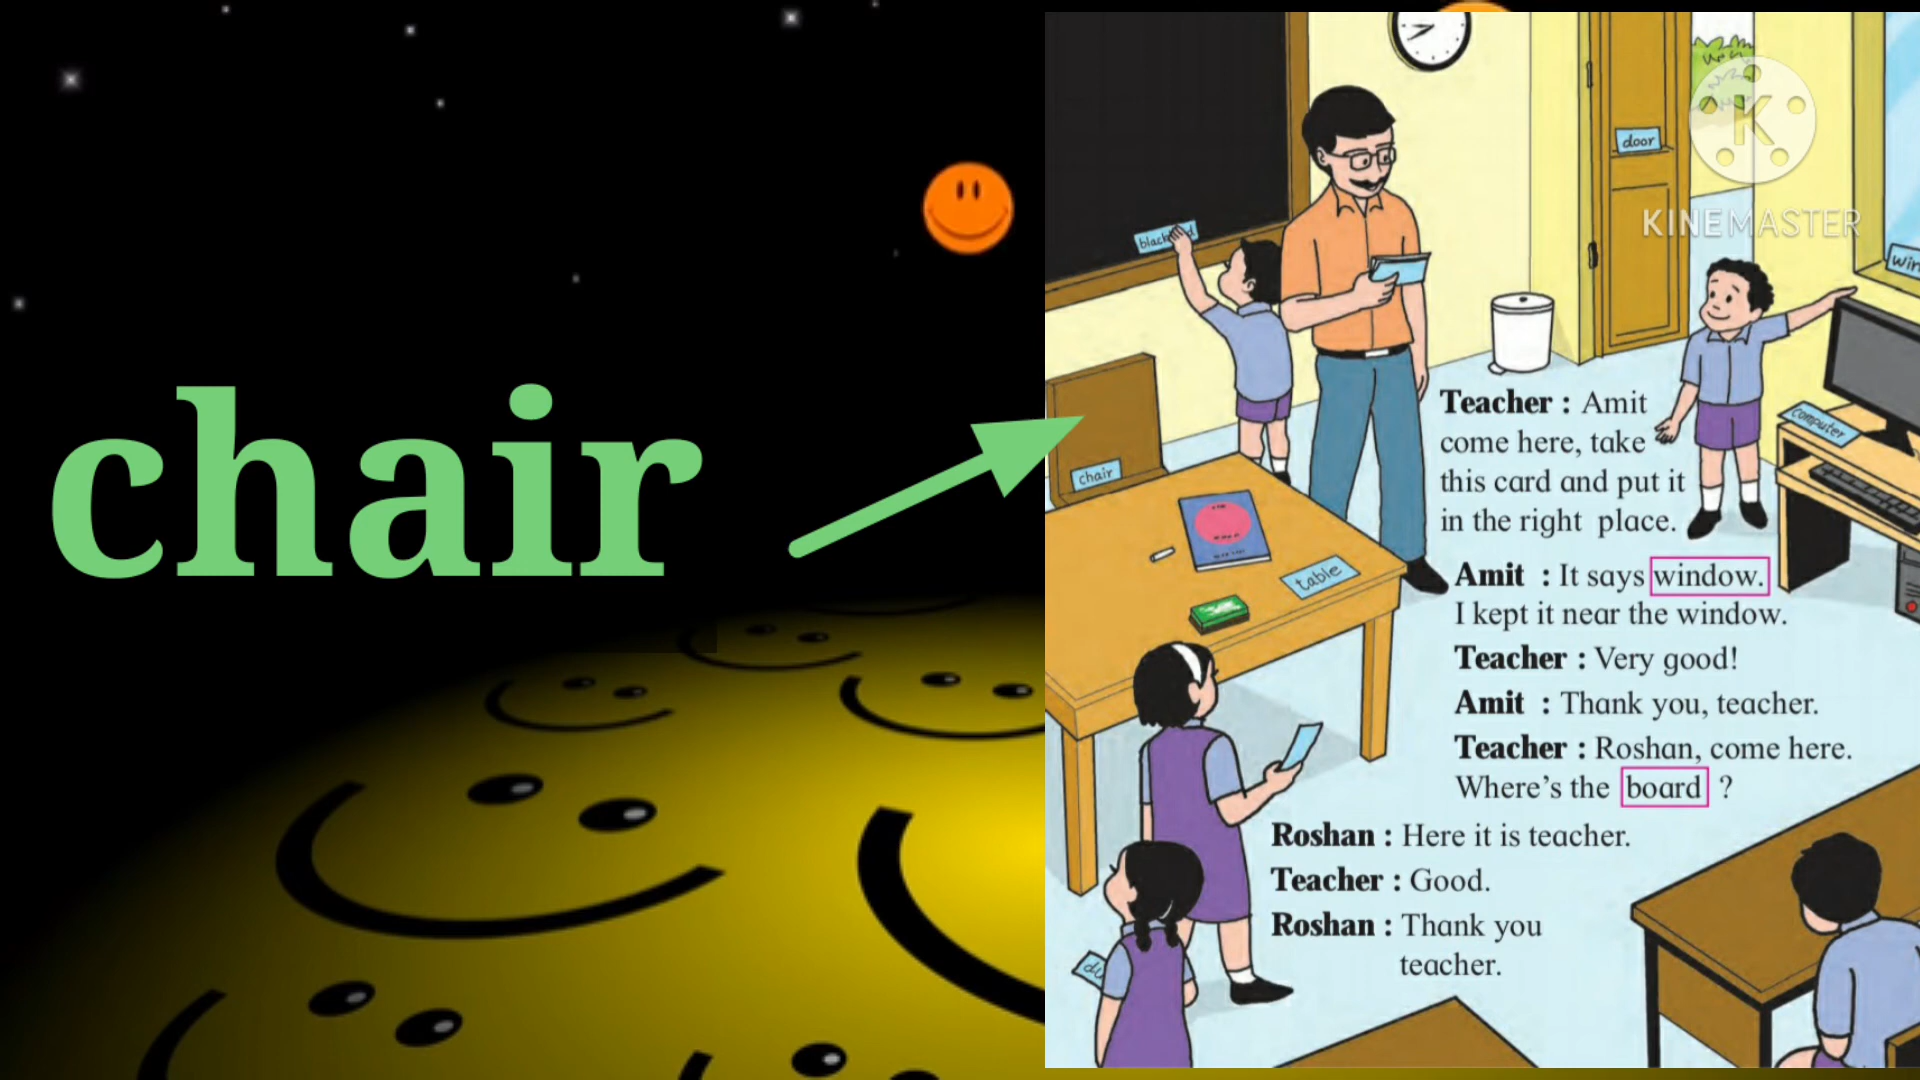 chair
door
K
KINEMASTER
chair
computer
table
Teacher : Amit
come here, take
this card and put it
in the right place.
Amit : It says window.
I kept it near the window.
Teacher : Very good!
Amit : Thank you, teacher.
Teacher : Roshan, come here.
Where's the board ?
Roshan : Here it is teacher.
Teacher : Good.
Roshan : Thank you
teacher.